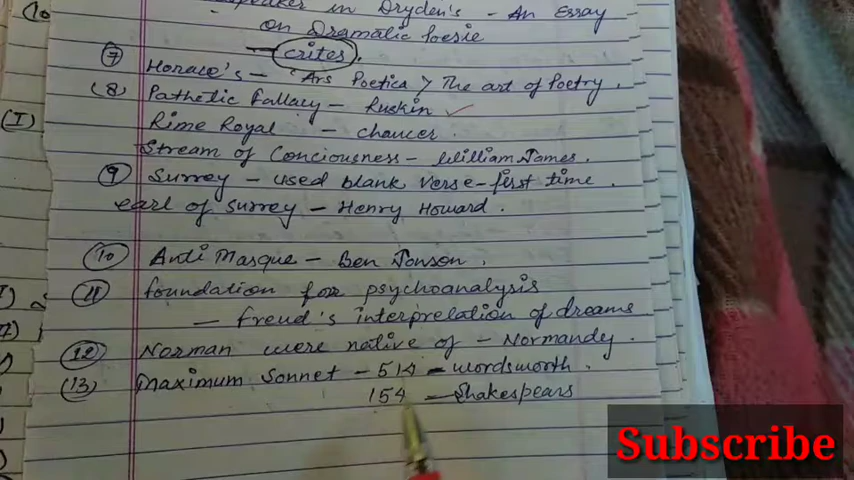 (10 speaker in Dryden's - An Essay
on Dramatic Poesie
- crites.
(7) Horace's - 'Ars Poetica > The art of Poetry.
(8) Pathetic fallacy - Ruskin ✓
(I) Rime Royal - chaucer.
Stream of Conciousness - William James.
(9) Surrey - used blank verse - first time.
earl of Surrey - Henry Howard.
(10) Anti Masque - Ben Jonson.
(11) foundation for psychoanalysis
- freud's interpretation of dreams
(12) Norman were native of - Normandy.
(13) Maximum Sonnet - 514 - wordsworth.
154 - Shakespears
Subscribe